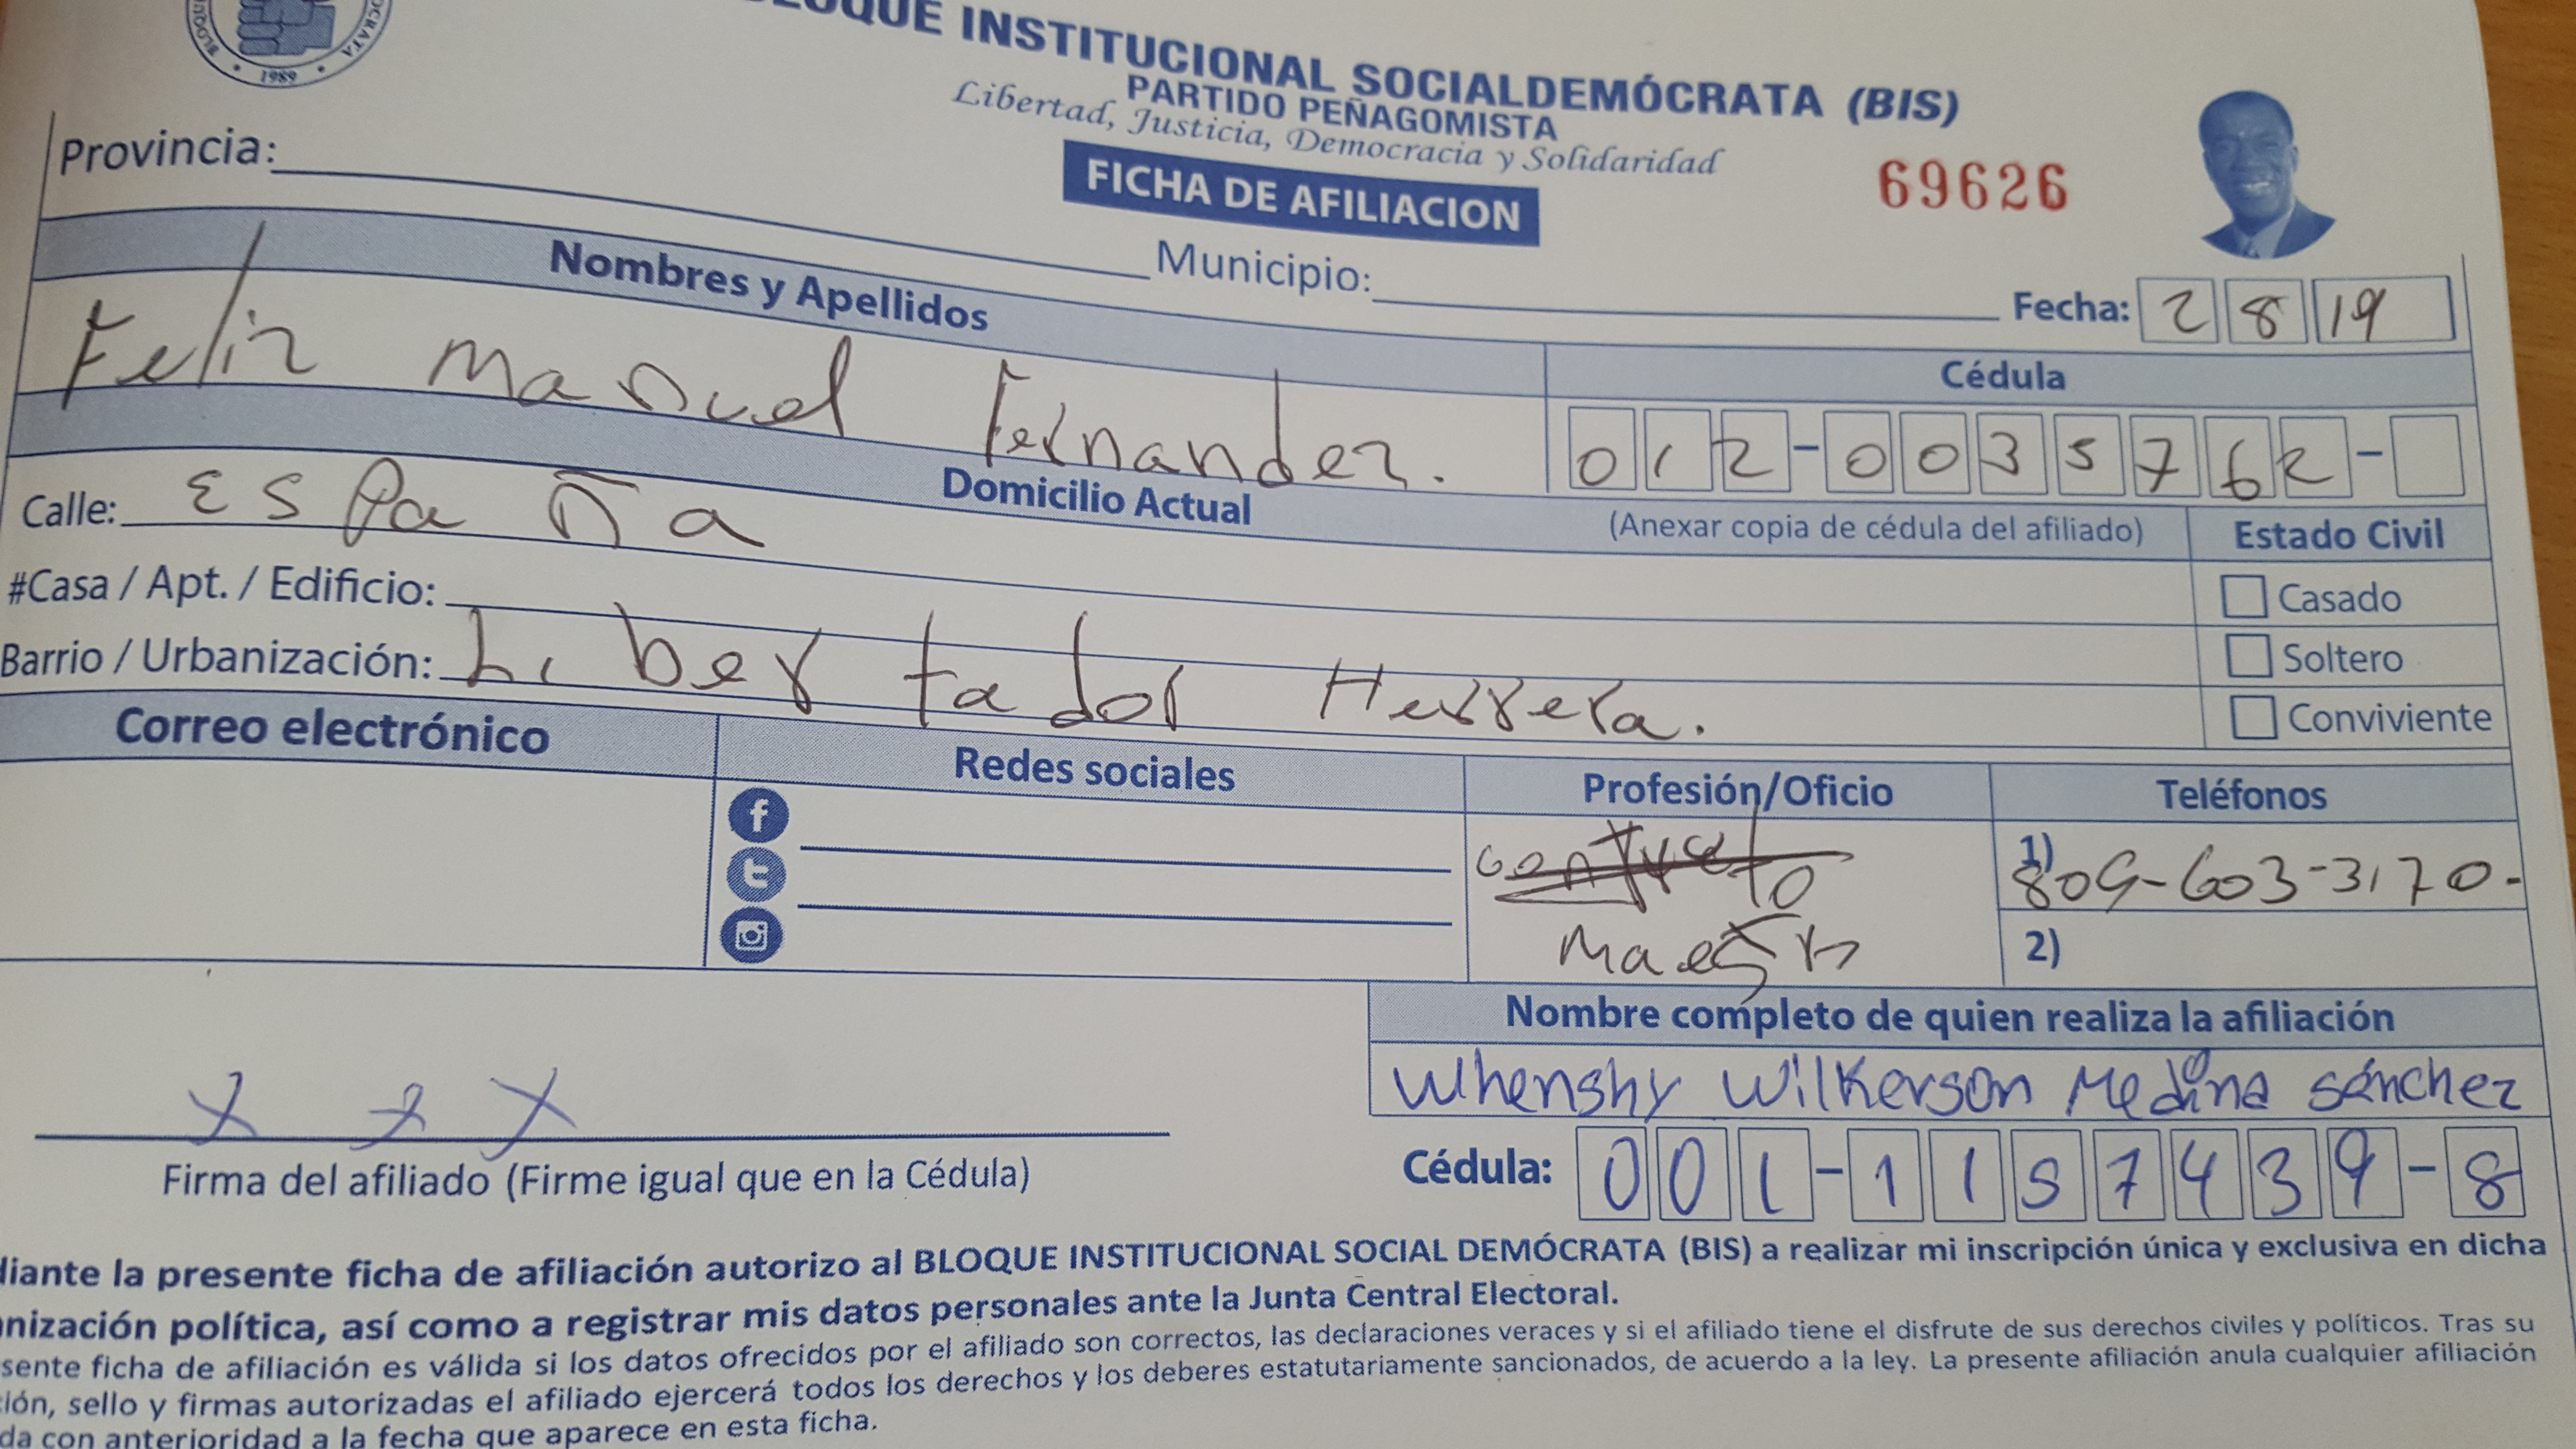 BLOQUE INSTITUCIONAL SOCIALDEMÓCRATA (BIS)
PARTIDO PEÑAGOMISTA
Libertad, Justicia, Democracia y Solidaridad
1989
FICHA DE AFILIACION
69626
Provincia:
Municipio:
Fecha: 2 8 19
Nombres y Apellidos
Feliz Manuel Fernandez.
Cédula
012-0035762-
Domicilio Actual
(Anexar copia de cédula del afiliado)
Calle: España
#Casa / Apt. / Edificio:
Barrio / Urbanización: Libertador Herrera.
Estado Civil
Casado
Soltero
Conviviente
Correo electrónico
Redes sociales
Profesión/Oficio
Maestro
Teléfonos
1) 809-603-3170.
2)
Nombre completo de quien realiza la afiliación
Whenshy Wilkerson Medina Sánchez
Cédula: 001-1157439-8
x x x
Firma del afiliado (Firme igual que en la Cédula)
diante la presente ficha de afiliación autorizo al BLOQUE INSTITUCIONAL SOCIAL DEMÓCRATA (BIS) a realizar mi inscripción única y exclusiva en dicha
nización política, así como a registrar mis datos personales ante la Junta Central Electoral.
sente ficha de afiliación es válida si los datos ofrecidos por el afiliado son correctos, las declaraciones veraces y si el afiliado tiene el disfrute de sus derechos civiles y políticos. Tras su
ción, sello y firmas autorizadas el afiliado ejercerá todos los derechos y los deberes estatutariamente sancionados, de acuerdo a la ley. La presente afiliación anula cualquier afiliación
da con anterioridad a la fecha que aparece en esta ficha.